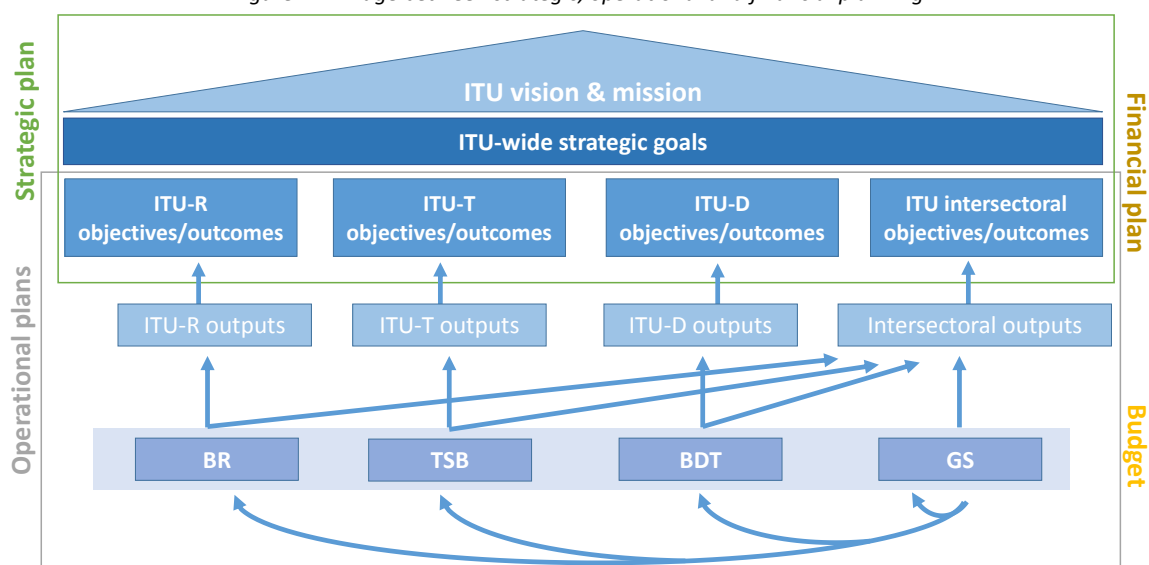 ITU vision & mission
ITU-wide strategic goals
Strategic plan
Financial plan
ITU-R
objectives/outcomes
ITU-T
objectives/outcomes
ITU-D
objectives/outcomes
ITU intersectoral
objectives/outcomes
Operational plans
ITU-R outputs
ITU-T outputs
ITU-D outputs
Intersectoral outputs
Budget
BR
TSB
BDT
GS